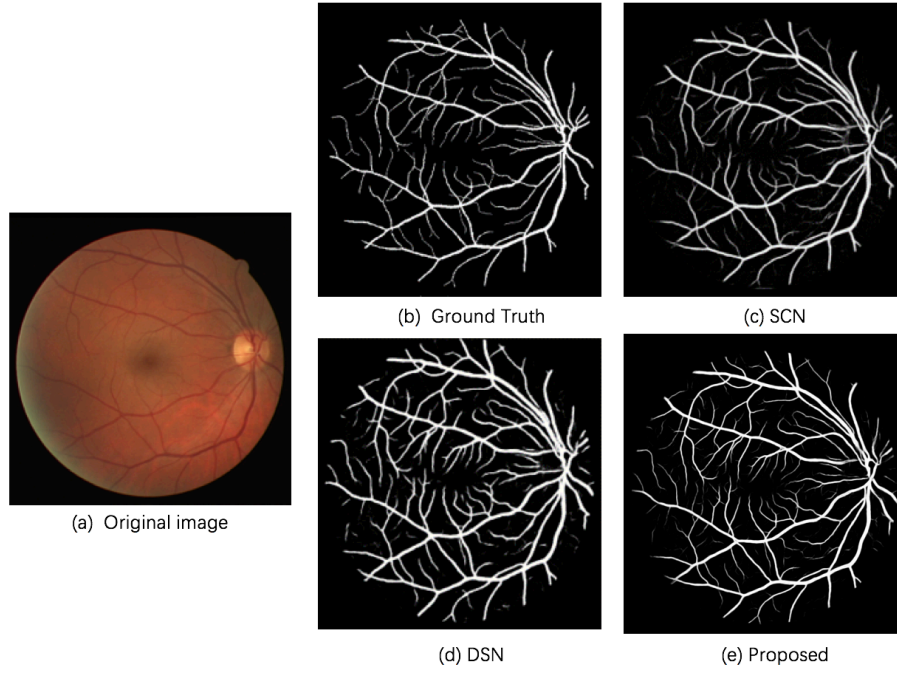 (b) Ground Truth
(c) SCN
(a) Original image
(d) DSN
(e) Proposed